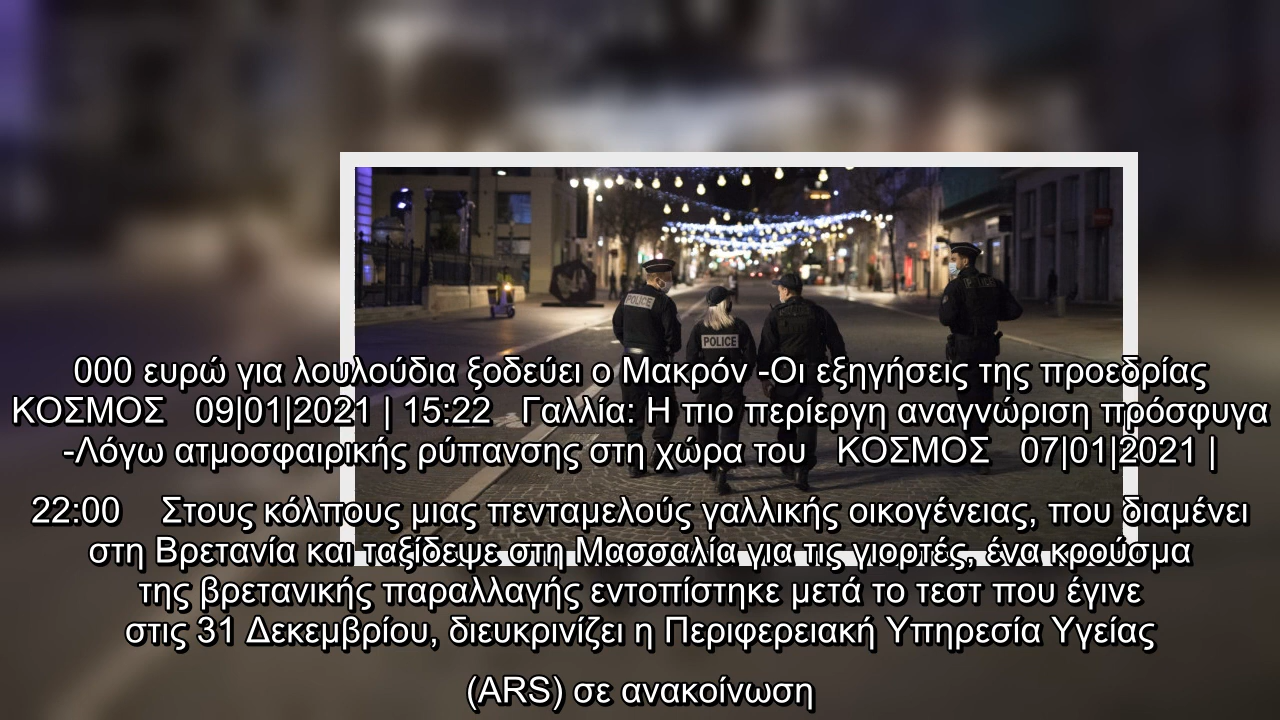 POLICE
POLICE
000 ευρώ για λουλούδια ξοδεύει ο Μακρόν -Οι εξηγήσεις της προεδρίας
ΚΟΣΜΟΣ 09|01|2021 | 15:22 Γαλλία: Η πιο περίεργη αναγνώριση πρόσφυγα
-Λόγω ατμοσφαιρικής ρύπανσης στη χώρα του ΚΟΣΜΟΣ 07|01|2021 |
22:00 Στους κόλπους μιας πενταμελούς γαλλικής οικογένειας, που διαμένει
στη Βρετανία και ταξίδεψε στη Μασσαλία για τις γιορτές, ένα κρούσμα
της βρετανικής παραλλαγής εντοπίστηκε μετά το τεστ που έγινε
στις 31 Δεκεμβρίου, διευκρινίζει η Περιφερειακή Υπηρεσία Υγείας
(ARS) σε ανακοίνωση